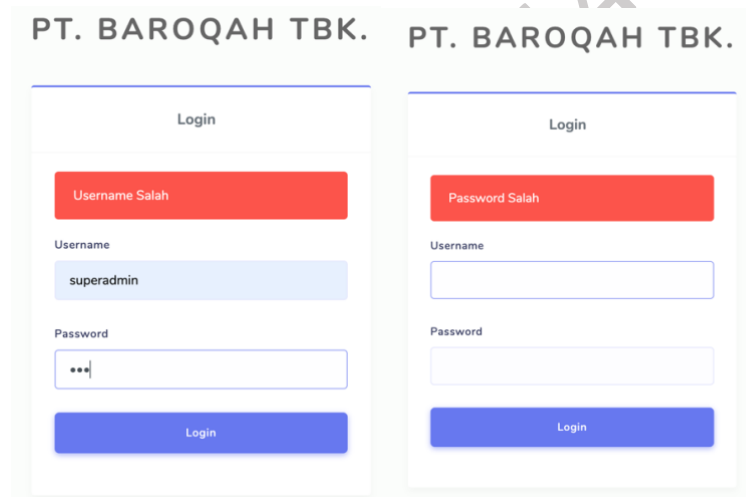 PT. BAROQAH TBK.
Login
Username Salah
Username
superadmin
Password
•••
Login
PT. BAROQAH TBK.
Login
Password Salah
Username
Password
Login